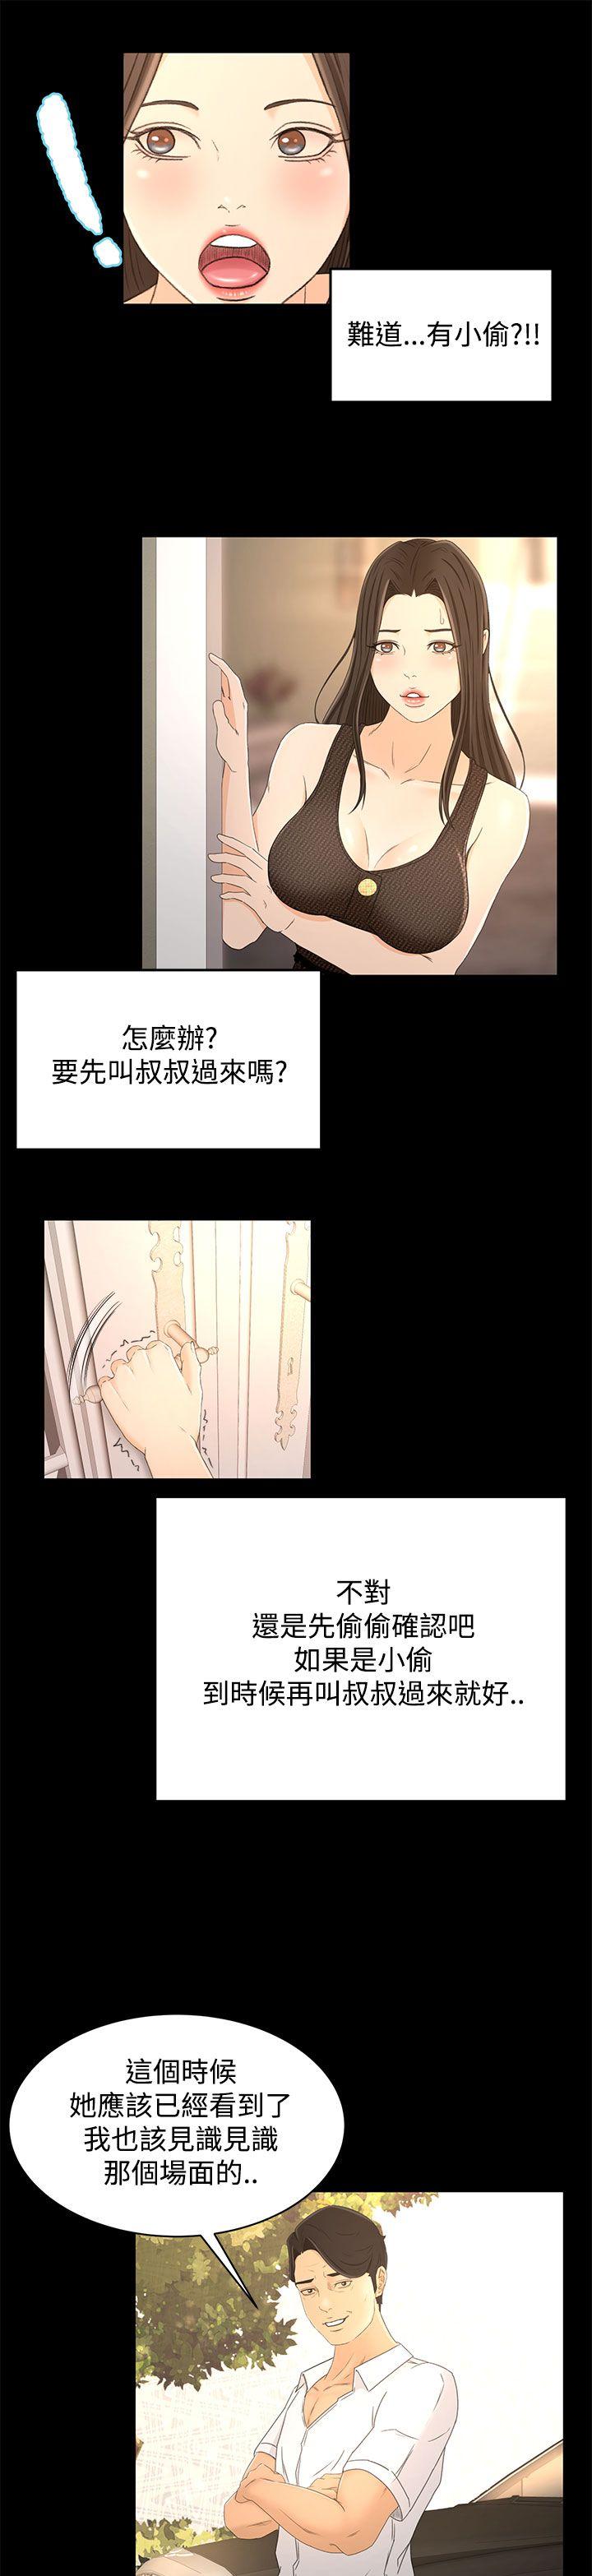 難道...有小偷?!!
怎麼辦?
要先叫叔叔過來嗎?
不對
還是先偷偷確認吧
如果是小偷
到時候再叫叔叔過來就好..
這個時候
她應該已經看到了
我也該見識見識
那個場面的..